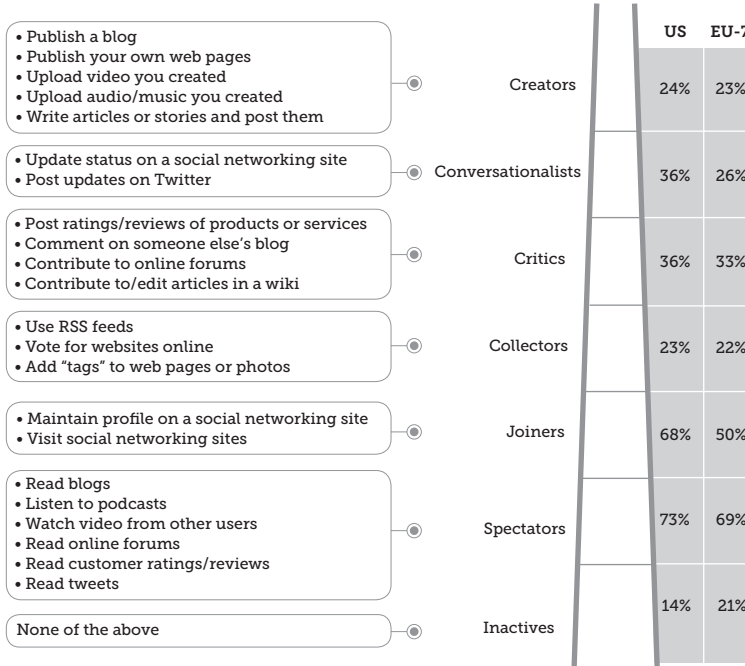 US EU-7
• Publish a blog
• Publish your own web pages
• Upload video you created
• Upload audio/music you created
• Write articles or stories and post them
Creators 24% 23%
• Update status on a social networking site
• Post updates on Twitter
Conversationalists 36% 26%
• Post ratings/reviews of products or services
• Comment on someone else's blog
• Contribute to online forums
• Contribute to/edit articles in a wiki
Critics 36% 33%
• Use RSS feeds
• Vote for websites online
• Add “tags” to web pages or photos
Collectors 23% 22%
• Maintain profile on a social networking site
• Visit social networking sites
Joiners 68% 50%
• Read blogs
• Listen to podcasts
• Watch video from other users
• Read online forums
• Read customer ratings/reviews
• Read tweets
Spectators 73% 69%
None of the above
Inactives 14% 21%